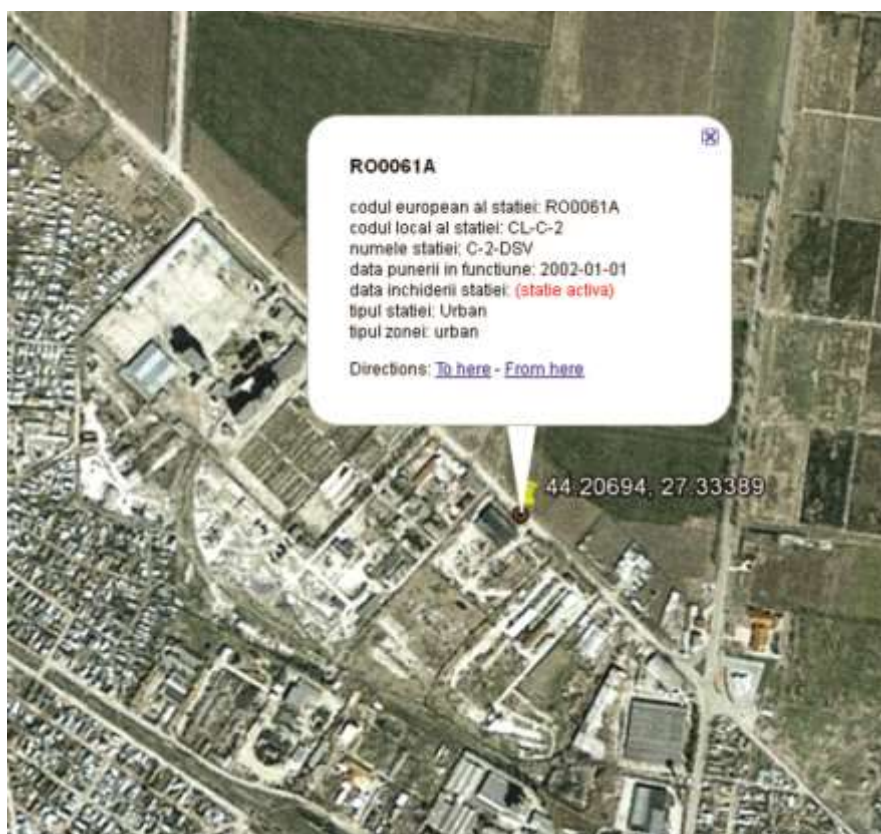 RO0061A
codul european al statiei: RO0061A
codul local al statiei: CL-C-2
numele statiei: C-2-DSV
data punerii in functiune: 2002-01-01
data inchiderii statiei: (statie activa)
tipul statiei: Urban
tipul zonei: urban
Directions: To here - From here
44.20694, 27.33389